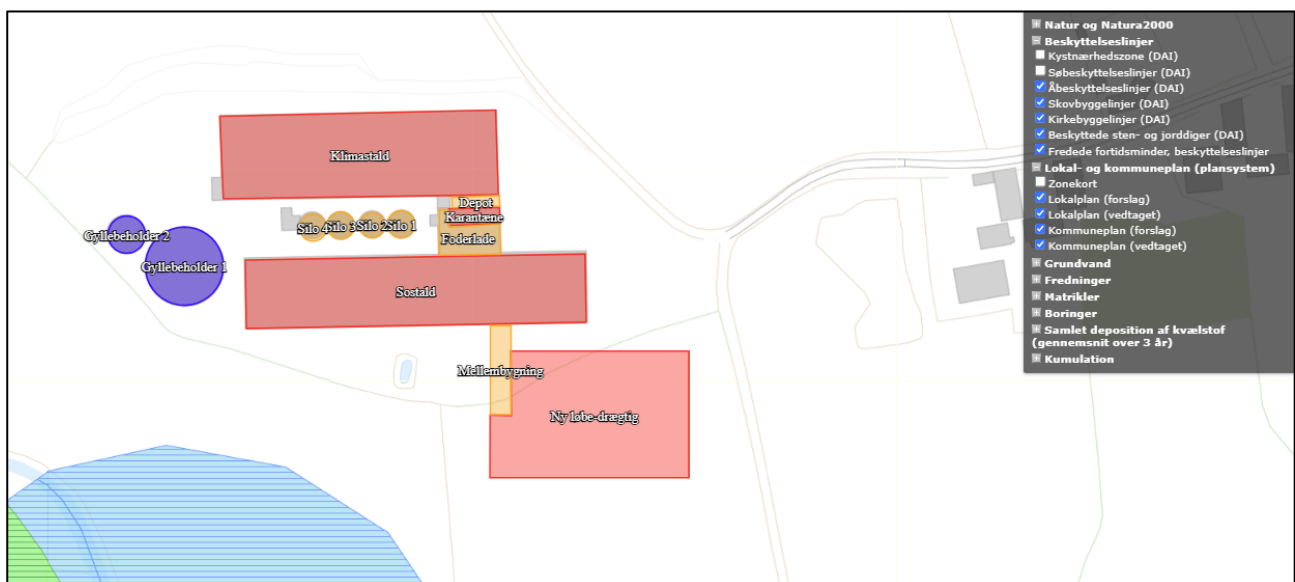 Klimastald
Depot
Karantæne
Silo 4
Silo 3
Silo 2
Silo 1
Foderlade
Gyllebeholder 2
Gyllebeholder 1
Sostald
Mellembygning
Ny løbe-drægtig
Natur og Natura2000
Beskyttelseslinjer
Kystnærhedszone (DAI)
Søbeskyttelseslinjer (DAI)
Åbeskyttelseslinjer (DAI)
Skovbyggelinjer (DAI)
Kirkebyggelinjer (DAI)
Beskyttede sten- og jorddiger (DAI)
Fredede fortidsminder, beskyttelseslinjer
Lokal- og kommuneplan (plansystem)
Zonekort
Lokalplan (forslag)
Lokalplan (vedtaget)
Kommuneplan (forslag)
Kommuneplan (vedtaget)
Grundvand
Fredninger
Matrikler
Boringer
Samlet deposition af kvælstof
(gennemsnit over 3 år)
Kumulation